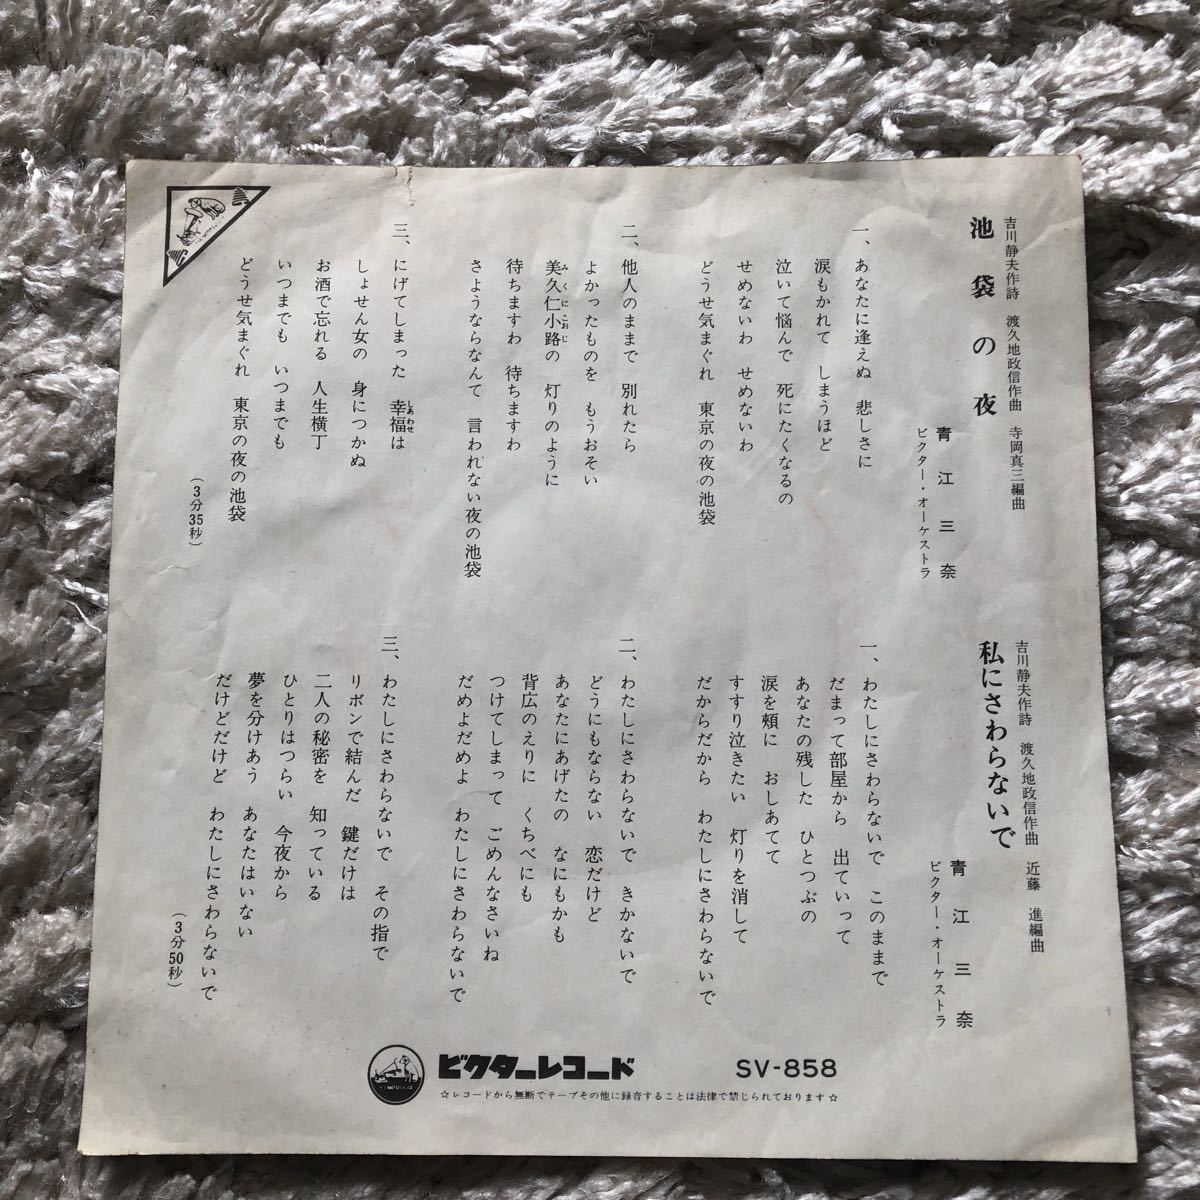 池袋の夜
吉川静夫作詩　渡久地政信作曲　寺岡真三編曲
青江三奈
ビクター・オーケストラ
一、あなたに逢えぬ　悲しさに
涙もかれて　しまうほど
泣いて悩んで　死にたくなるの
せめないわ　せめないわ
どうせ気まぐれ　東京の夜の池袋
二、他人のままで　別れたら
よかったものを　もうおそい
美久仁小路の　灯りのように
みくにこおじ
待ちますわ　待ちますわ
さようならなんて　言われない夜の池袋
三、にげてしまった　幸福は
しあわせ
しょせん女の　身につかぬ
お酒で忘れる　人生横丁
いつまでも　いつまでも
どうせ気まぐれ　東京の夜の池袋
（3分35秒）
私にさわらないで
吉川静夫作詩　渡久地政信作曲　近藤　進編曲
青江三奈
ビクター・オーケストラ
一、わたしにさわらないで　このままで
だまって部屋から　出ていって
あなたの残した　ひとつぶの
涙を頬に　おしあてて
すすり泣きたい　灯りを消して
だからだから　わたしにさわらないで
二、わたしにさわらないで　きかないで
どうにもならない　恋だけど
あなたにあげたの　なにもかも
背広のえりに　くちべにも
つけてしまって　ごめんなさいね
だめよだめよ　わたしにさわらないで
三、わたしにさわらないで　その指で
リボンで結んだ　鍵だけは
二人の秘密を　知っている
ひとりはつらい　今夜から
夢を分けあう　あなたはいない
だけどだけど　わたしにさわらないで
（3分50秒）
ビクターレコード　SV-858
☆レコードから無断でテープその他に録音することは法律で禁じられております☆